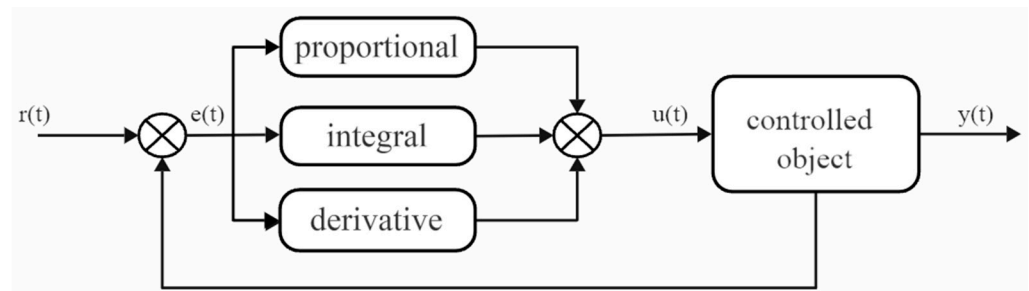 proportional
r(t)
e(t)
integral
u(t)
controlled
object
y(t)
derivative